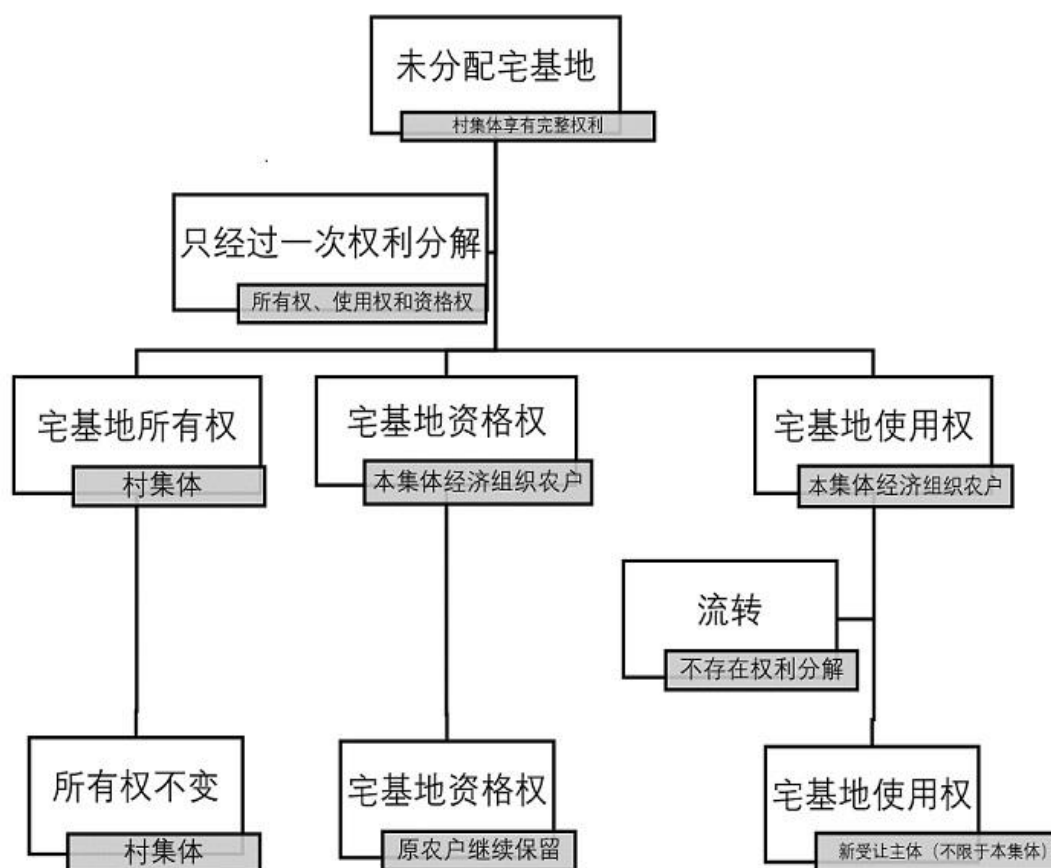 未分配宅基地
村集体享有完整权利
只经过一次权利分解
所有权、使用权和资格权
宅基地所有权
村集体
宅基地资格权
本集体经济组织农户
宅基地使用权
本集体经济组织农户
流转
不存在权利分解
所有权不变
村集体
宅基地资格权
原农户继续保留
宅基地使用权
新受让主体（不限于本集体）